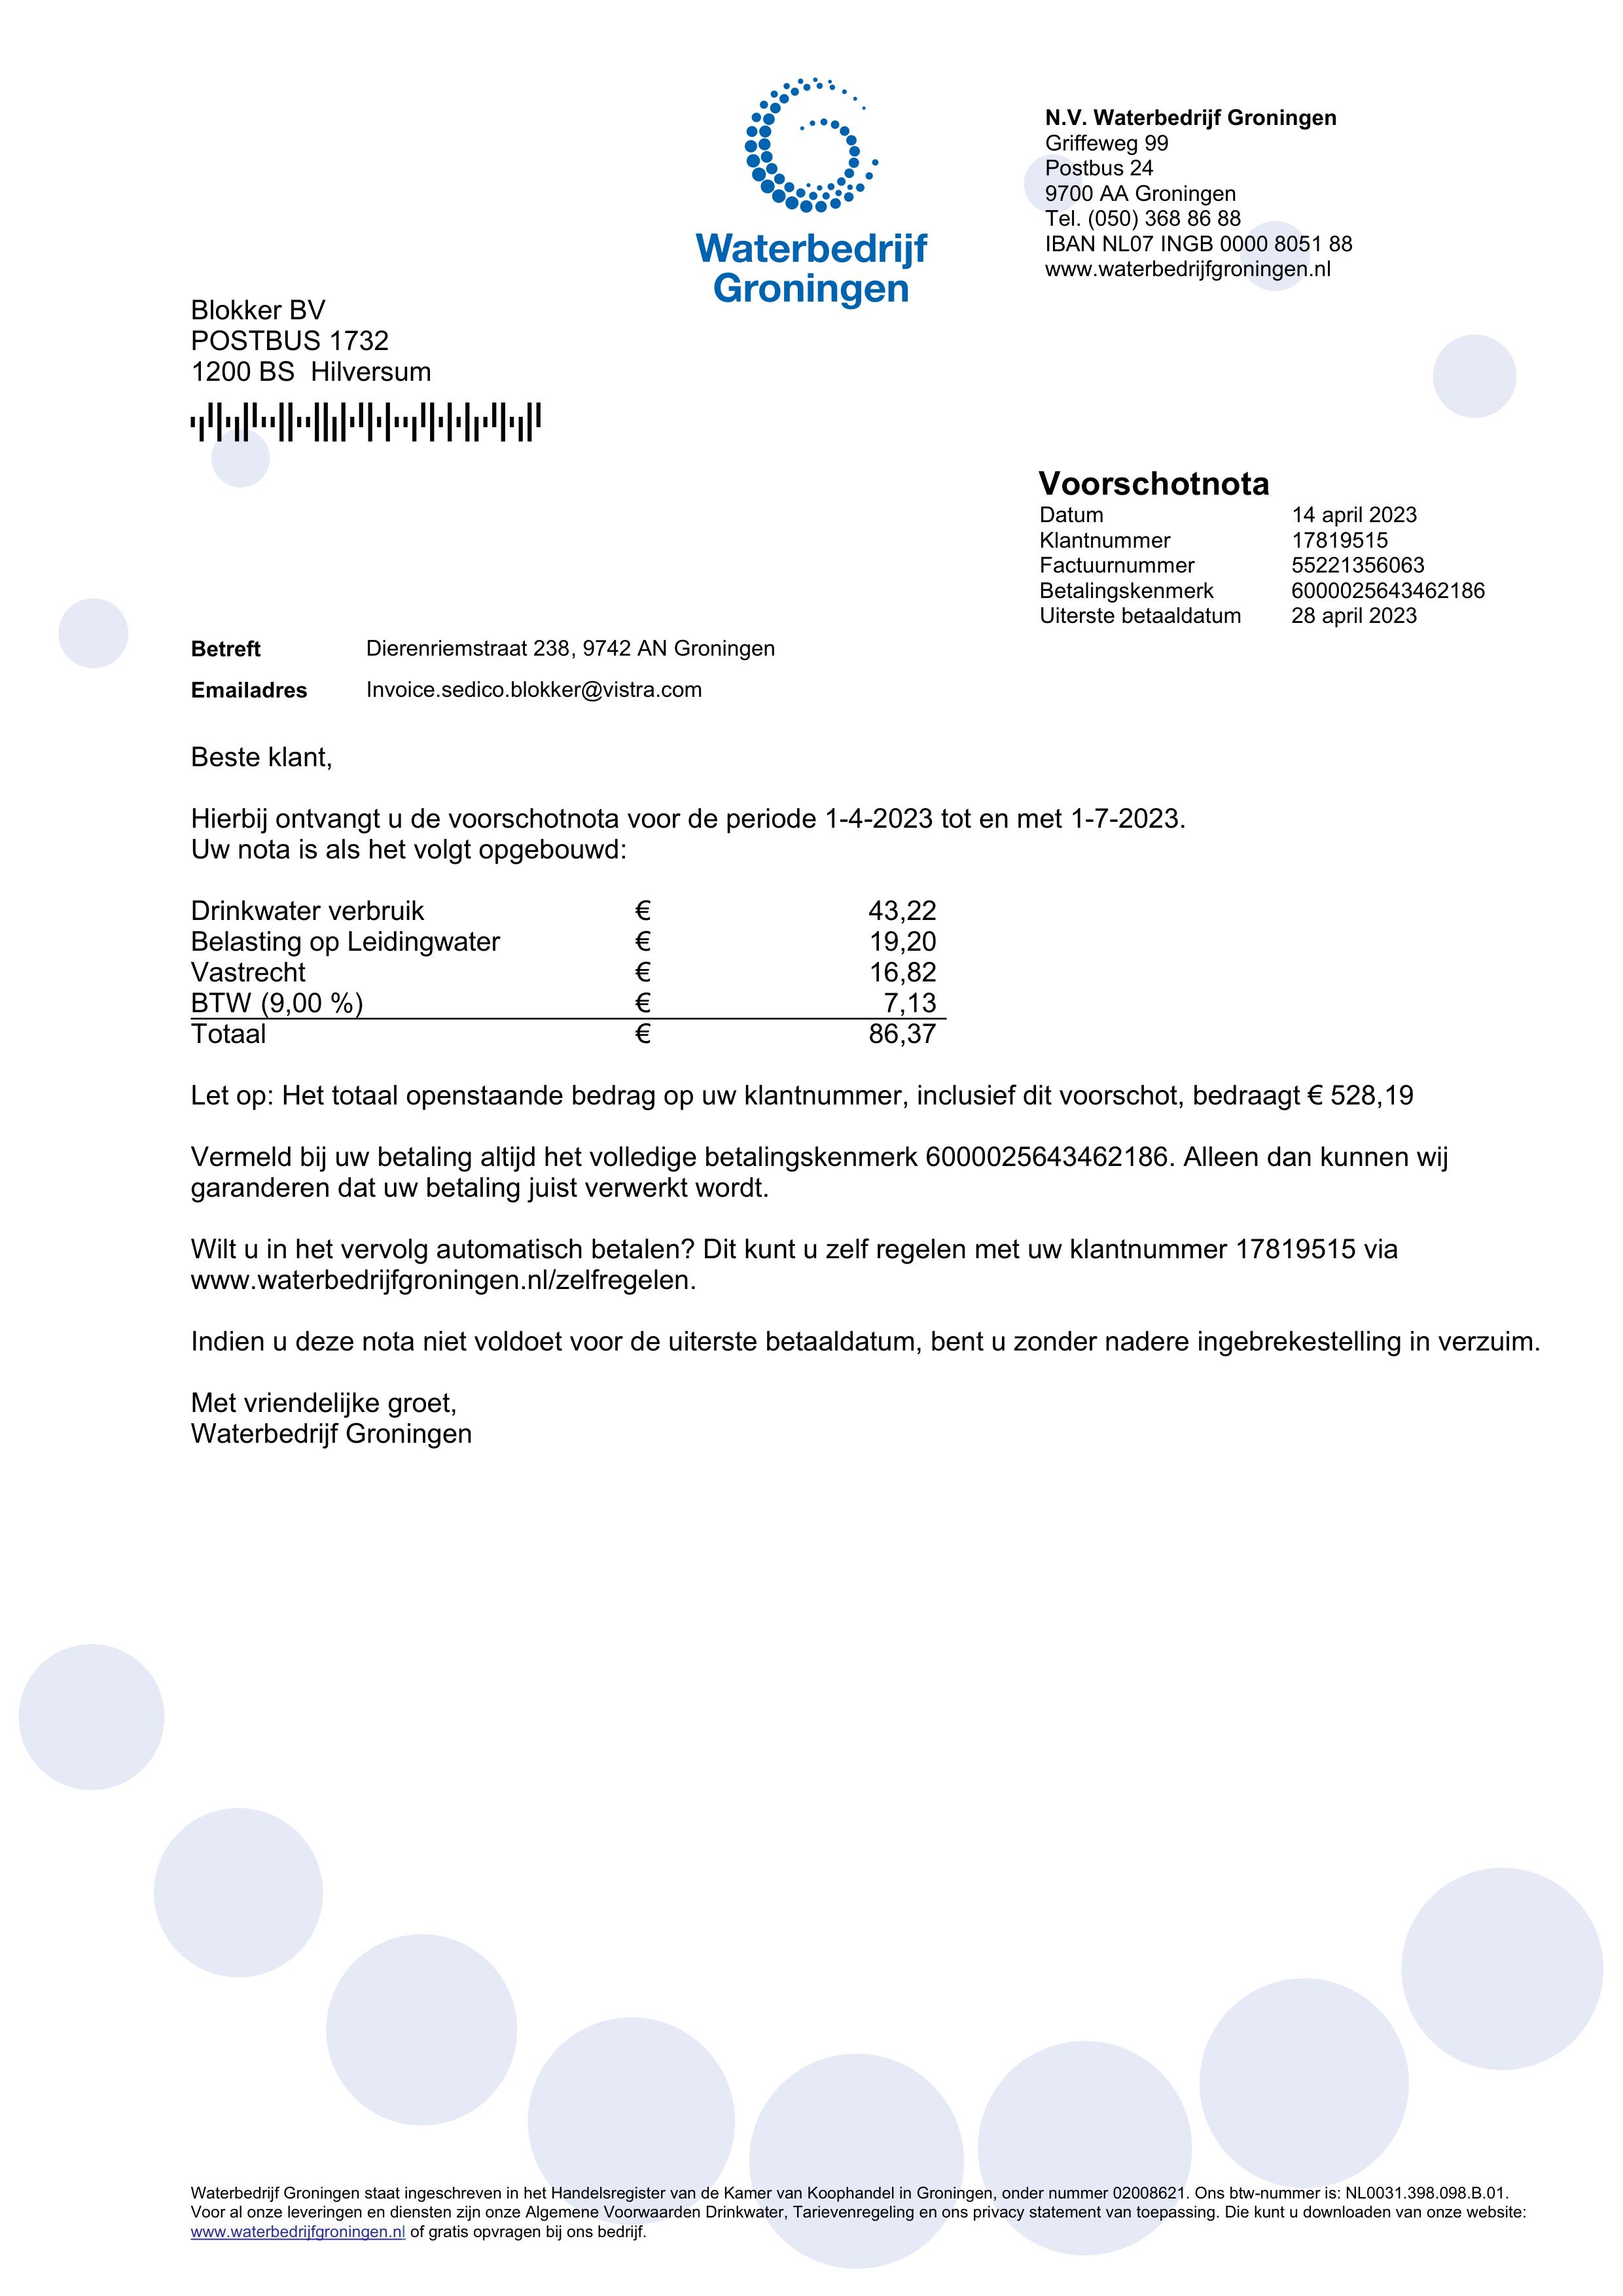 Waterbedrijf
Groningen
N.V. Waterbedrijf Groningen
Griffeweg 99
Postbus 24
9700 AA Groningen
Tel. (050) 368 86 88
IBAN NL07 INGB 0000 8051 88
www.waterbedrijfgroningen.nl
Blokker BV
POSTBUS 1732
1200 BS  Hilversum
Voorschotnota
Datum 14 april 2023
Klantnummer 17819515
Factuurnummer 55221356063
Betalingskenmerk 6000025643462186
Uiterste betaaldatum 28 april 2023
Betreft Dierenriemstraat 238, 9742 AN Groningen
Emailadres Invoice.sedico.blokker@vistra.com
Beste klant,
Hierbij ontvangt u de voorschotnota voor de periode 1-4-2023 tot en met 1-7-2023.
Uw nota is als het volgt opgebouwd:
Drinkwater verbruik € 43,22
Belasting op Leidingwater € 19,20
Vastrecht € 16,82
BTW (9,00 %) € 7,13
Totaal € 86,37
Let op: Het totaal openstaande bedrag op uw klantnummer, inclusief dit voorschot, bedraagt € 528,19
Vermeld bij uw betaling altijd het volledige betalingskenmerk 6000025643462186. Alleen dan kunnen wij
garanderen dat uw betaling juist verwerkt wordt.
Wilt u in het vervolg automatisch betalen? Dit kunt u zelf regelen met uw klantnummer 17819515 via
www.waterbedrijfgroningen.nl/zelfregelen.
Indien u deze nota niet voldoet voor de uiterste betaaldatum, bent u zonder nadere ingebrekestelling in verzuim.
Met vriendelijke groet,
Waterbedrijf Groningen
Waterbedrijf Groningen staat ingeschreven in het Handelsregister van de Kamer van Koophandel in Groningen, onder nummer 02008621. Ons btw-nummer is: NL0031.398.098.B.01.
Voor al onze leveringen en diensten zijn onze Algemene Voorwaarden Drinkwater, Tarievenregeling en ons privacy statement van toepassing. Die kunt u downloaden van onze website:
www.waterbedrijfgroningen.nl of gratis opvragen bij ons bedrijf.